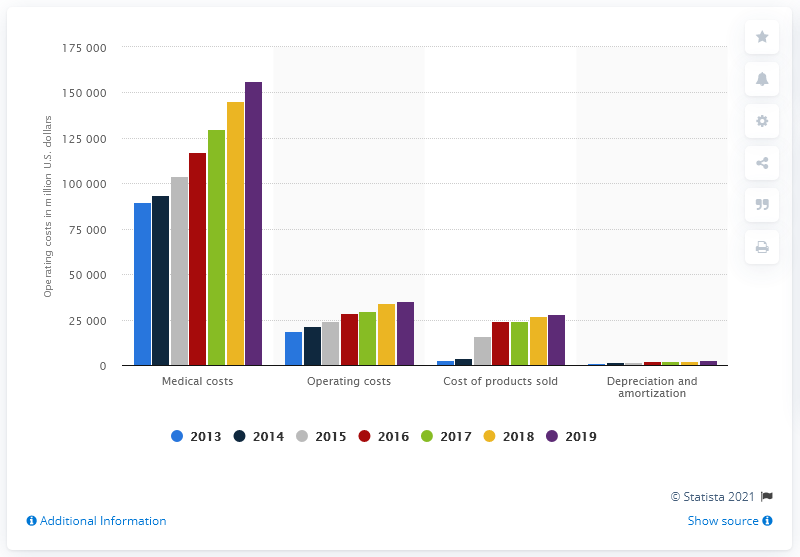 175 000
150 000
125 000
100 000
75 000
50 000
25 000
0
Operating costs in million U.S. dollars
Medical costs
Operating costs
Cost of products sold
Depreciation and
amortization
2013 2014 2015 2016 2017 2018 2019
© Statista 2021
Additional Information
Show source